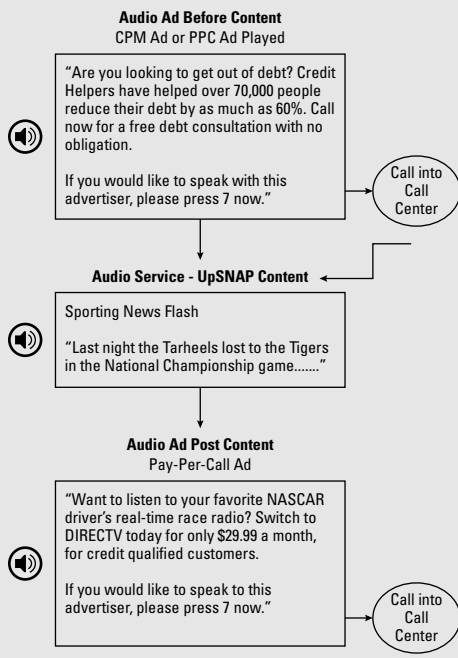 Audio Ad Before Content
CPM Ad or PPC Ad Played
“Are you looking to get out of debt? Credit
Helpers have helped over 70,000 people
reduce their debt by as much as 60%. Call
now for a free debt consultation with no
obligation.
If you would like to speak with this
advertiser, please press 7 now.”
Call into
Call
Center
Audio Service - UpSNAP Content
Sporting News Flash
“Last night the Tarheels lost to the Tigers
in the National Championship game.......”
Audio Ad Post Content
Pay-Per-Call Ad
“Want to listen to your favorite NASCAR
driver’s real-time race radio? Switch to
DIRECTV today for only $29.99 a month,
for credit qualified customers.
If you would like to speak to this
advertiser, please press 7 now.”
Call into
Call
Center